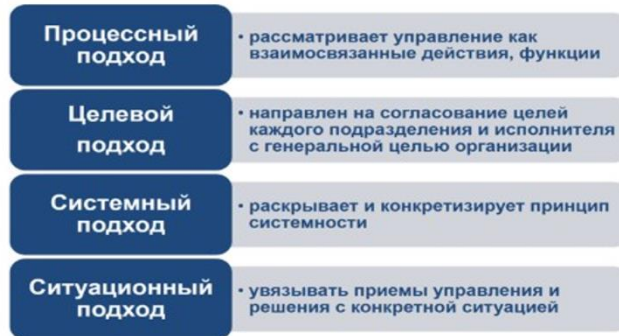 Процессный
подход
• рассматривает управление как
взаимосвязанные действия, функции
Целевой
подход
• направлен на согласование целей
каждого подразделения и исполнителя
с генеральной целью организации
Системный
подход
• раскрывает и конкретизирует принцип
системности
Ситуационный
подход
• увязывать приемы управления и
решения с конкретной ситуацией